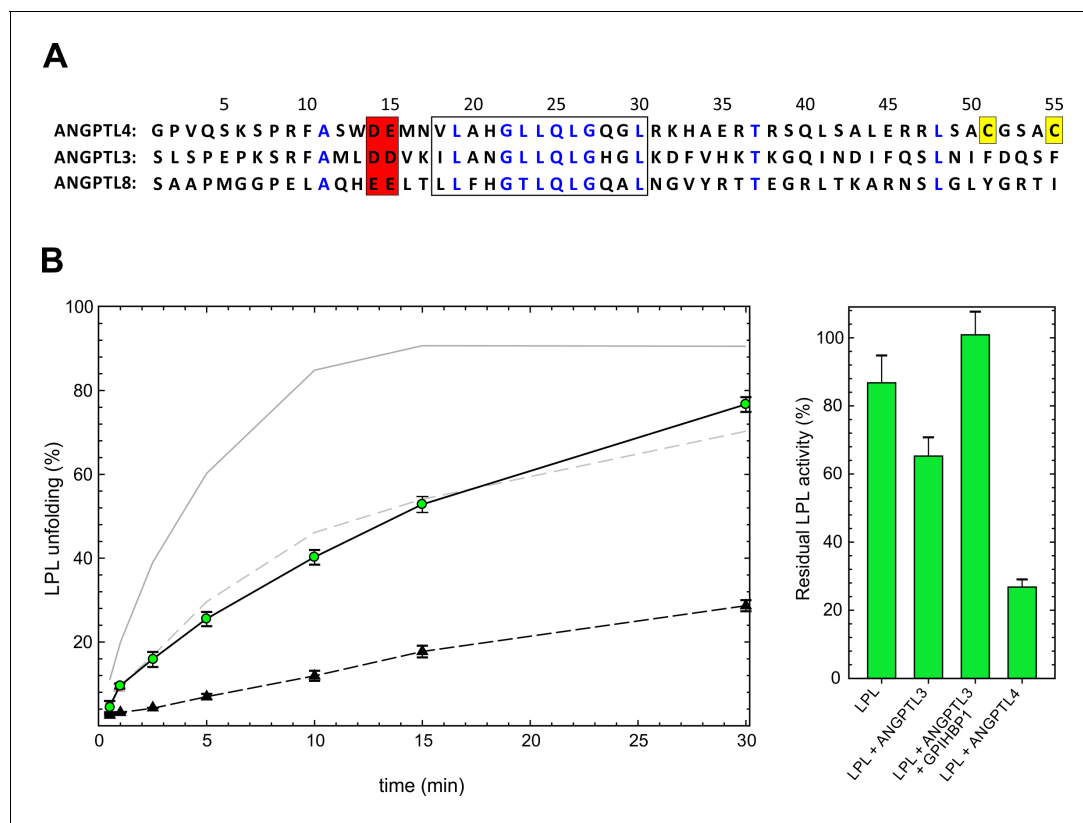 A
5 10 15 20 25 30 35 40 45 50 55
ANGPTL4: G P V Q S K S P R F A S W D E M N V L A H G L L Q L G Q G L R K H A E R T R S Q L S A L E R R L S A C G S A C
ANGPTL3: S L S P E P K S R F A M L D D V K I L A N G L L Q L G H G L K D F V H K T K G Q I N D I F Q S L N I F D Q S F
ANGPTL8: S A A P M G G P E L A Q H E E L T L L F H G T L Q L G Q A L N G V Y R T T E G R L T K A R N S L G L Y G R T I
B
LPL unfolding (%)
100
80
60
40
20
0 5 10 15 20 25 30
time (min)
Residual LPL activity (%)
100
80
60
40
20
0
LPL
LPL + ANGPTL3
LPL + ANGPTL3
+ GPIHBP1
LPL + ANGPTL4